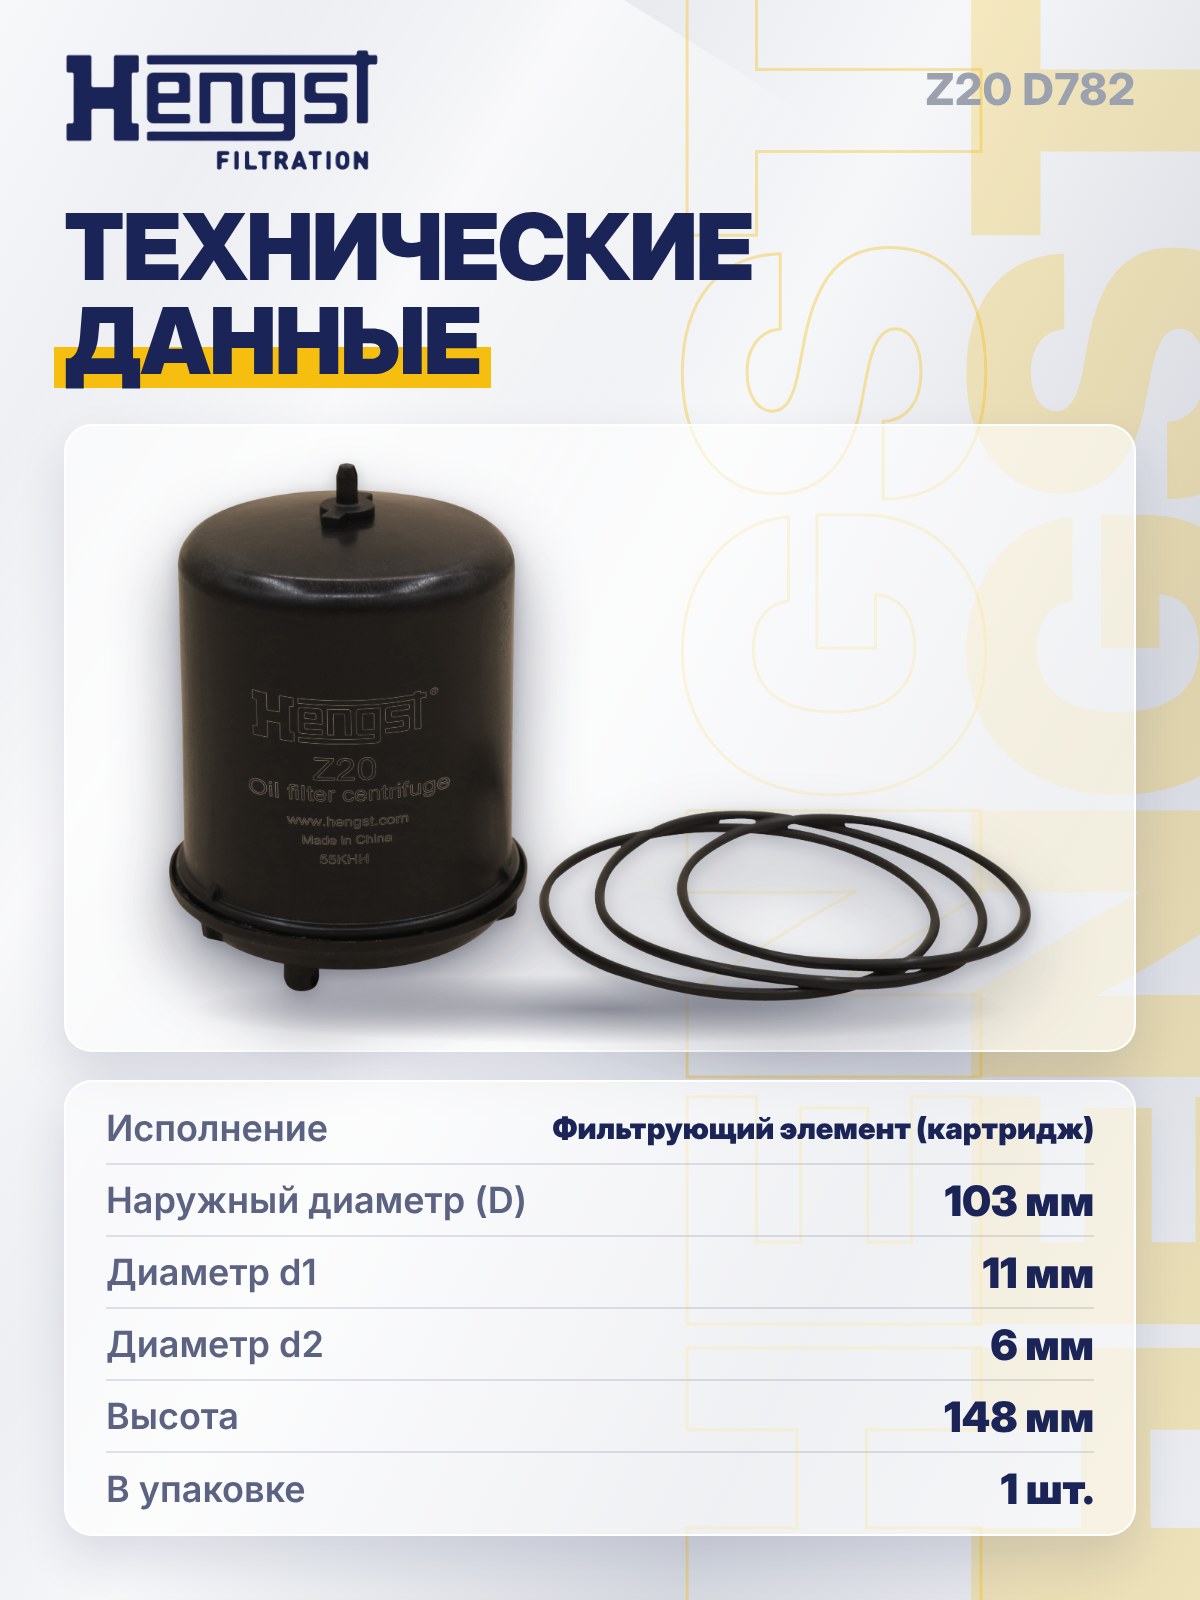 Hengst
FILTRATION
Z20 D782
ТЕХНИЧЕСКИЕ
ДАННЫЕ
Hengst®
Z20
Oil filter centrifuge
www.hengst.com
Made in China
55KHH
Исполнение Фильтрующий элемент (картридж)
Наружный диаметр (D) 103 мм
Диаметр d1 11 мм
Диаметр d2 6 мм
Высота 148 мм
В упаковке 1 шт.
HENGST
HENGST